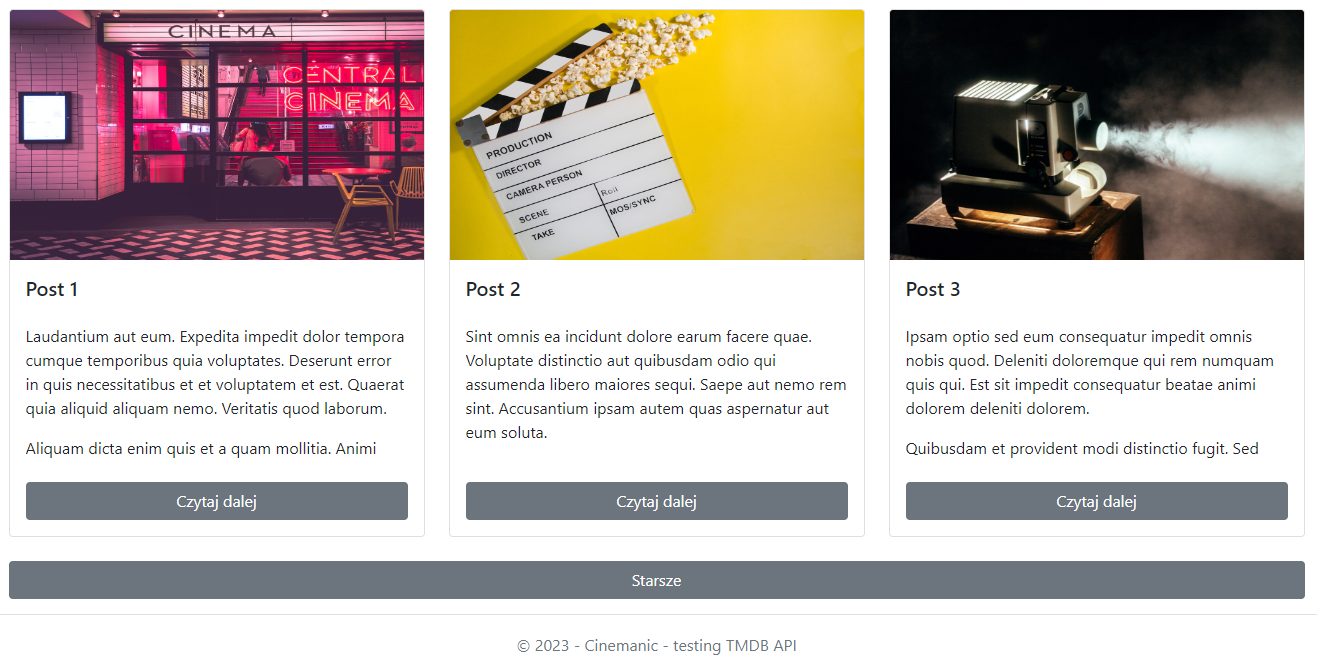 CINEMA
CENTRAL
CINEMA
PRODUCTION
DIRECTOR
CAMERA PERSON
Roll
SCENE
MOS/SYNC
TAKE
Post 1
Laudantium aut eum. Expedita impedit dolor tempora
cumque temporibus quia voluptates. Deserunt error
in quis necessitatibus et et voluptatem et est. Quaerat
quia aliquid aliquam nemo. Veritatis quod laborum.
Aliquam dicta enim quis et a quam mollitia. Animi
Czytaj dalej
Post 2
Sint omnis ea incidunt dolore earum facere quae.
Voluptate distinctio aut quibusdam odio qui
assumenda libero maiores sequi. Saepe aut nemo rem
sint. Accusantium ipsam autem quas aspernatur aut
eum soluta.
Czytaj dalej
Post 3
Ipsam optio sed eum consequatur impedit omnis
nobis quod. Deleniti doloremque qui rem numquam
quis qui. Est sit impedit consequatur beatae animi
dolorem deleniti dolorem.
Quibusdam et provident modi distinctio fugit. Sed
Czytaj dalej
Starsze
© 2023 - Cinemanic - testing TMDB API